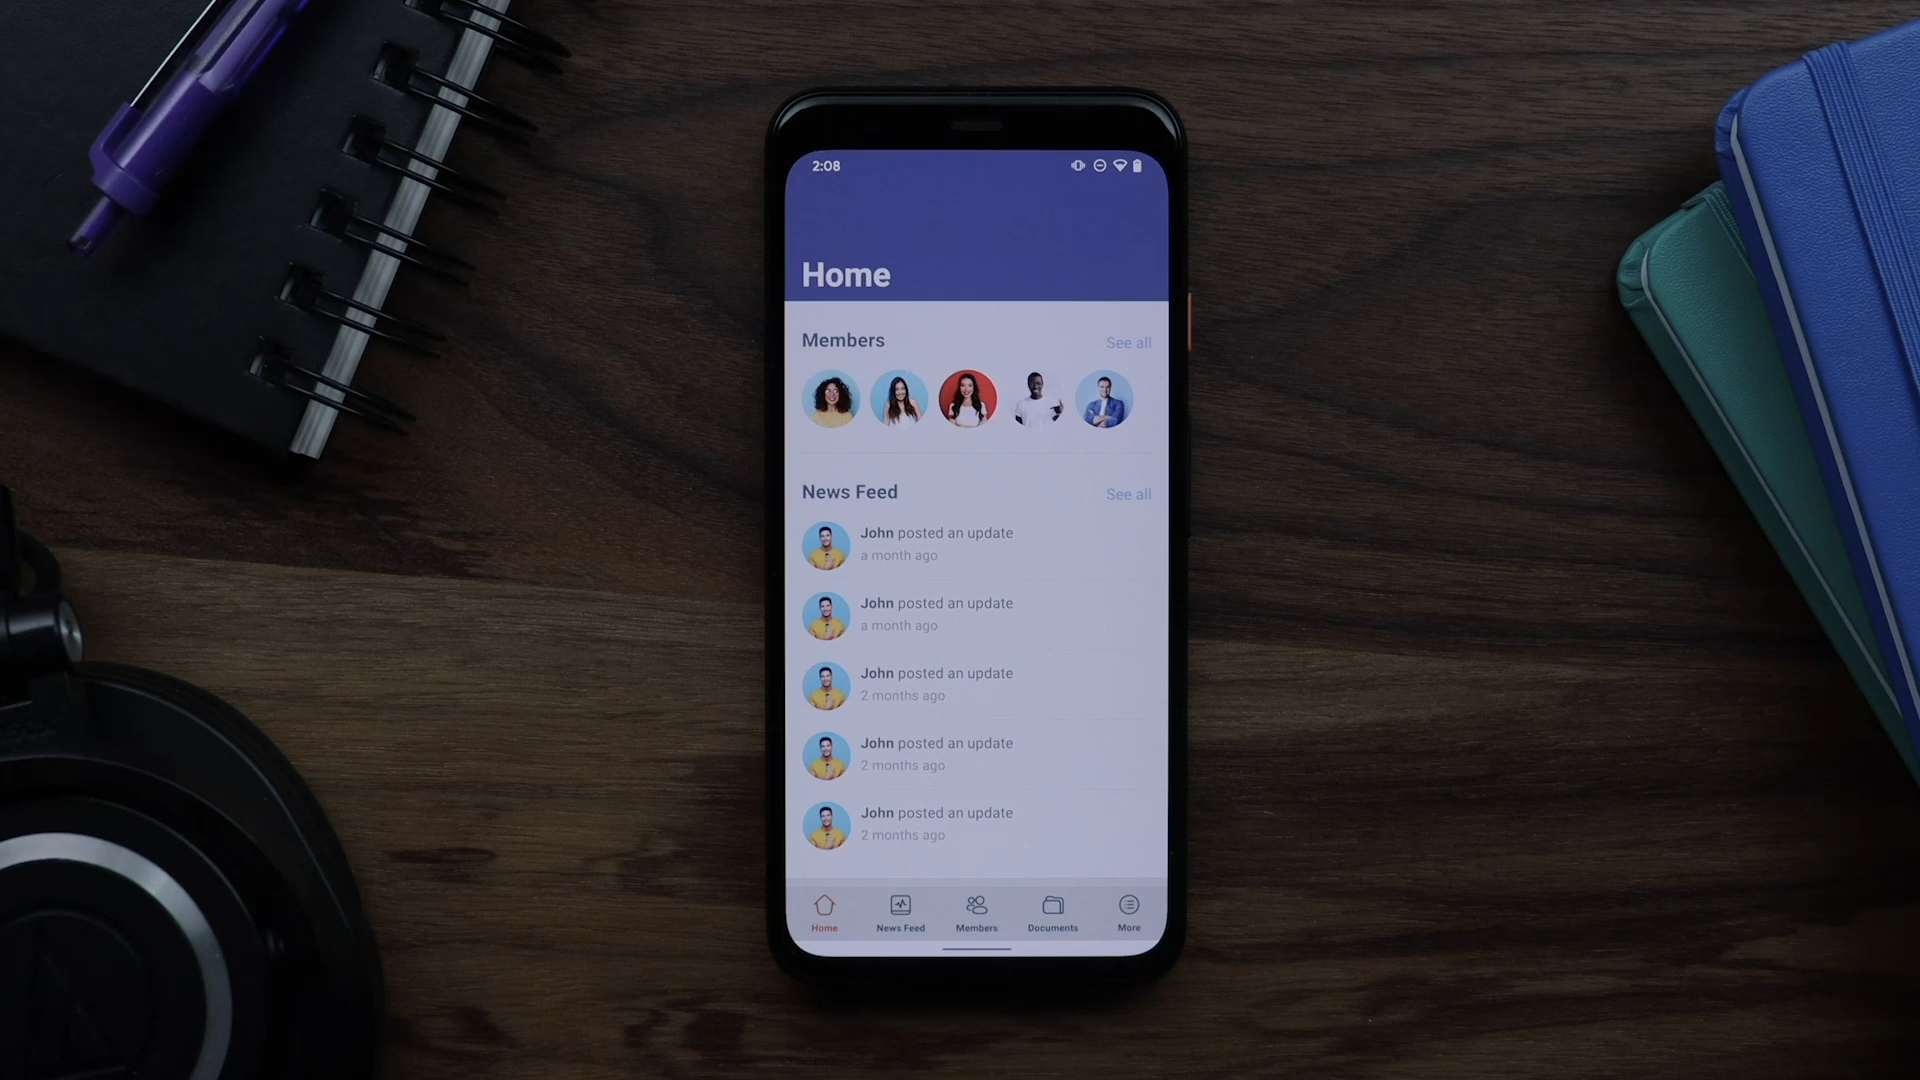 2:08
Home
Members
See all
News Feed
See all
John posted an update
a month ago
John posted an update
a month ago
John posted an update
2 months ago
John posted an update
2 months ago
John posted an update
2 months ago
Home
News Feed
Members
Documents
More